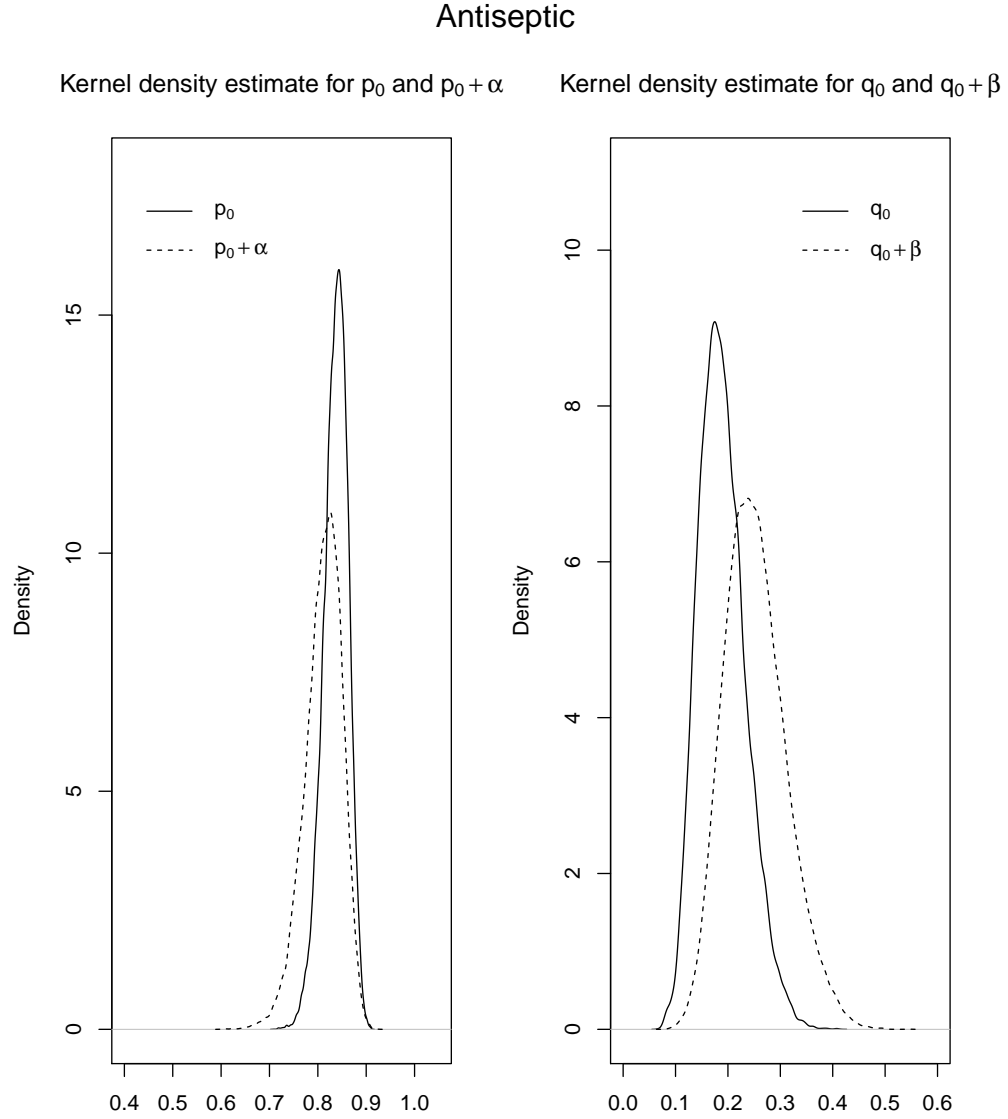 Antiseptic
Kernel density estimate for p₀ and p₀ + α
Density
15
10
5
0
p₀
p₀ + α
0.4 0.5 0.6 0.7 0.8 0.9 1.0
Kernel density estimate for q₀ and q₀ + β
Density
10
8
6
4
2
0
q₀
q₀ + β
0.0 0.1 0.2 0.3 0.4 0.5 0.6